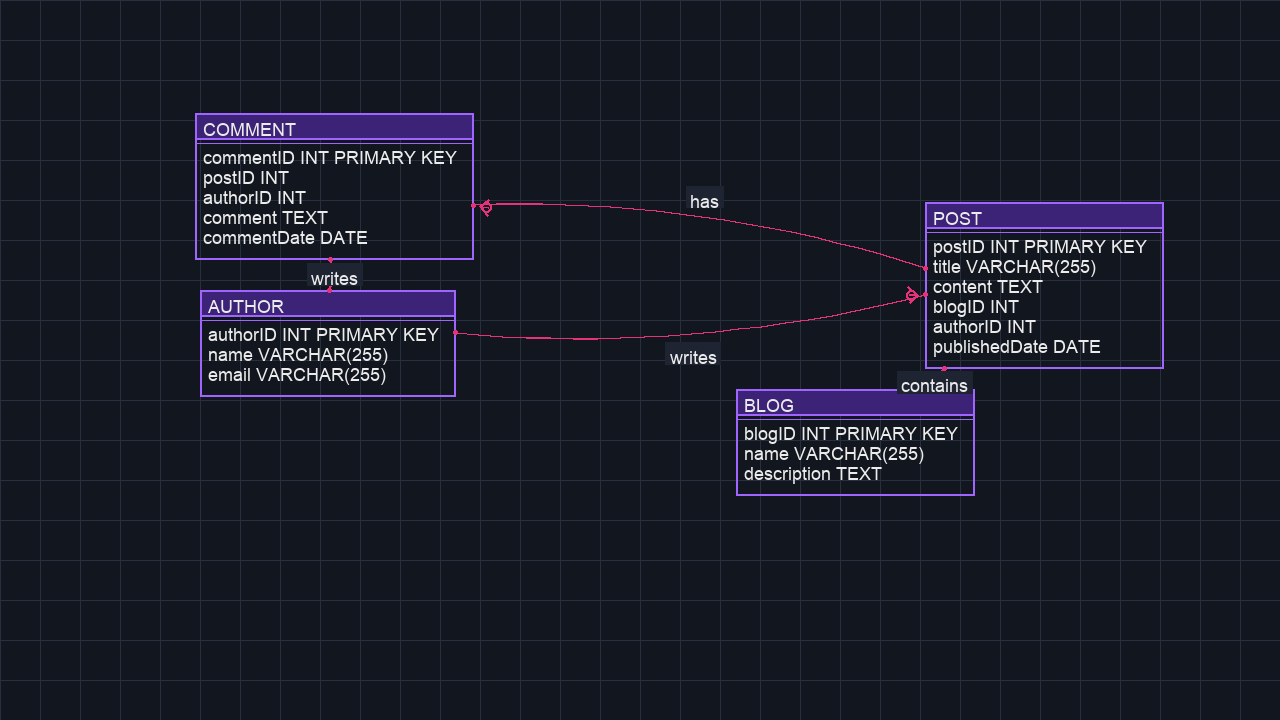 COMMENT
commentID INT PRIMARY KEY
postID INT
authorID INT
comment TEXT
commentDate DATE
writes
AUTHOR
authorID INT PRIMARY KEY
name VARCHAR(255)
email VARCHAR(255)
has
writes
POST
postID INT PRIMARY KEY
title VARCHAR(255)
content TEXT
blogID INT
authorID INT
publishedDate DATE
contains
BLOG
blogID INT PRIMARY KEY
name VARCHAR(255)
description TEXT